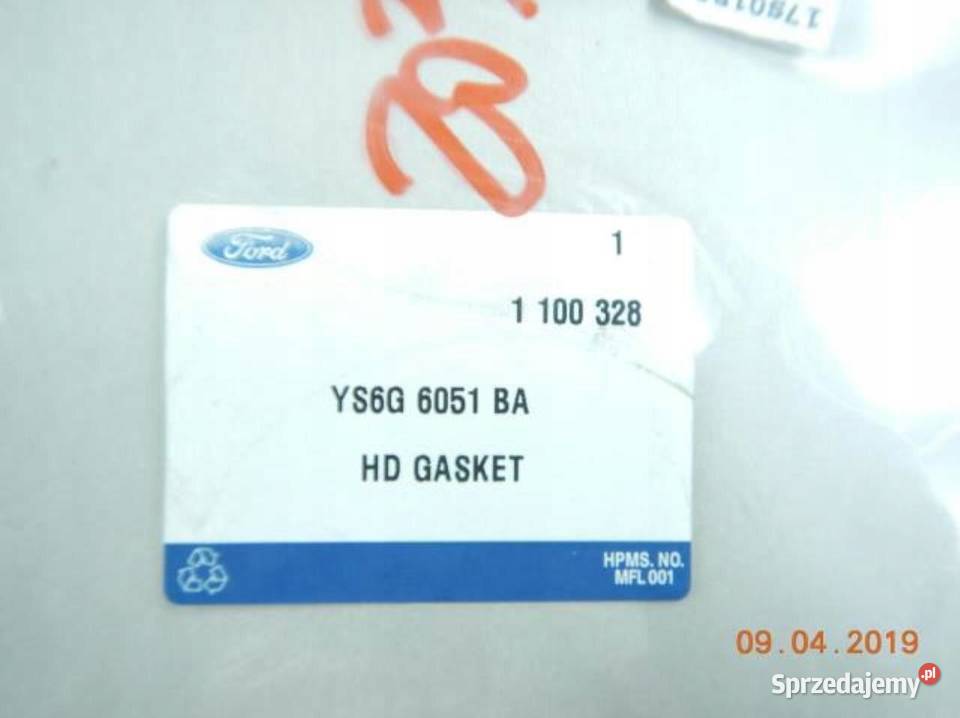 17801
Ford
1
1 100 328
YS6G 6051 BA
HD GASKET
HPMS. NO.
MFL 001
09.04.2019
Sprzedajemy.pl